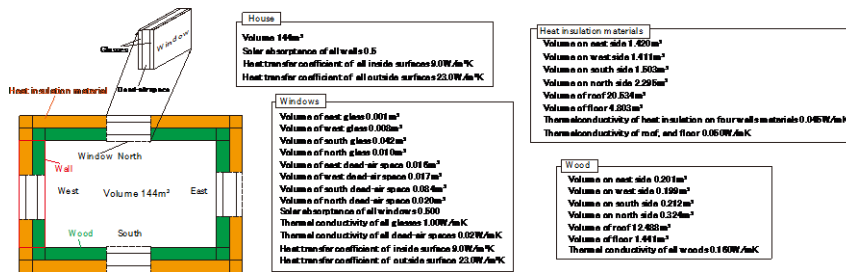 Window
Glasses
Dead-air space
Heat insulation material
Window North
Wall
West
Volume 144m³
East
Wood
South
House
Volume 144m³
Solar absorptance of all walls 0.5
Heat transfer coefficient of all inside surfaces 9.0W/m²K
Heat transfer coefficient of all outside surfaces 23.0W/m²K
Windows
Volume of east glass 0.001m³
Volume of west glass 0.008m³
Volume of south glass 0.042m³
Volume of north glass 0.010m³
Volume of east dead-air space 0.016m³
Volume of west dead-air space 0.017m³
Volume of south dead-air space 0.084m³
Volume of north dead-air space 0.020m³
Solar absorptance of all windows 0.500
Thermal conductivity of all glasses 1.00W/mK
Thermal conductivity of all dead-air spaces 0.02W/mK
Heat transfer coefficient of inside surface 9.0W/m²K
Heat transfer coefficient of outside surface 23.0W/m²K
Heat insulation materials
Volume on east side 1.420m³
Volume on west side 1.411m³
Volume on south side 1.503m³
Volume on north side 2.295m³
Volume of roof 20.534m³
Volume of floor 4.803m³
Thermal conductivity of heat insulation on four walls materials 0.045W/mK
Thermal conductivity of roof, and floor 0.050W/mK
Wood
Volume on east side 0.201m³
Volume on west side 0.199m³
Volume on south side 0.212m³
Volume on north side 0.324m³
Volume of roof 12.488m³
Volume of floor 1.441m³
Thermal conductivity of all woods 0.160W/mK